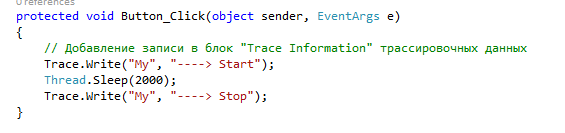 0 references
protected void Button_Click(object sender, EventArgs e)
{
// Добавление записи в блок "Trace Information" трассировочных данных
Trace.Write("My", "----> Start");
Thread.Sleep(2000);
Trace.Write("My", "----> Stop");
}